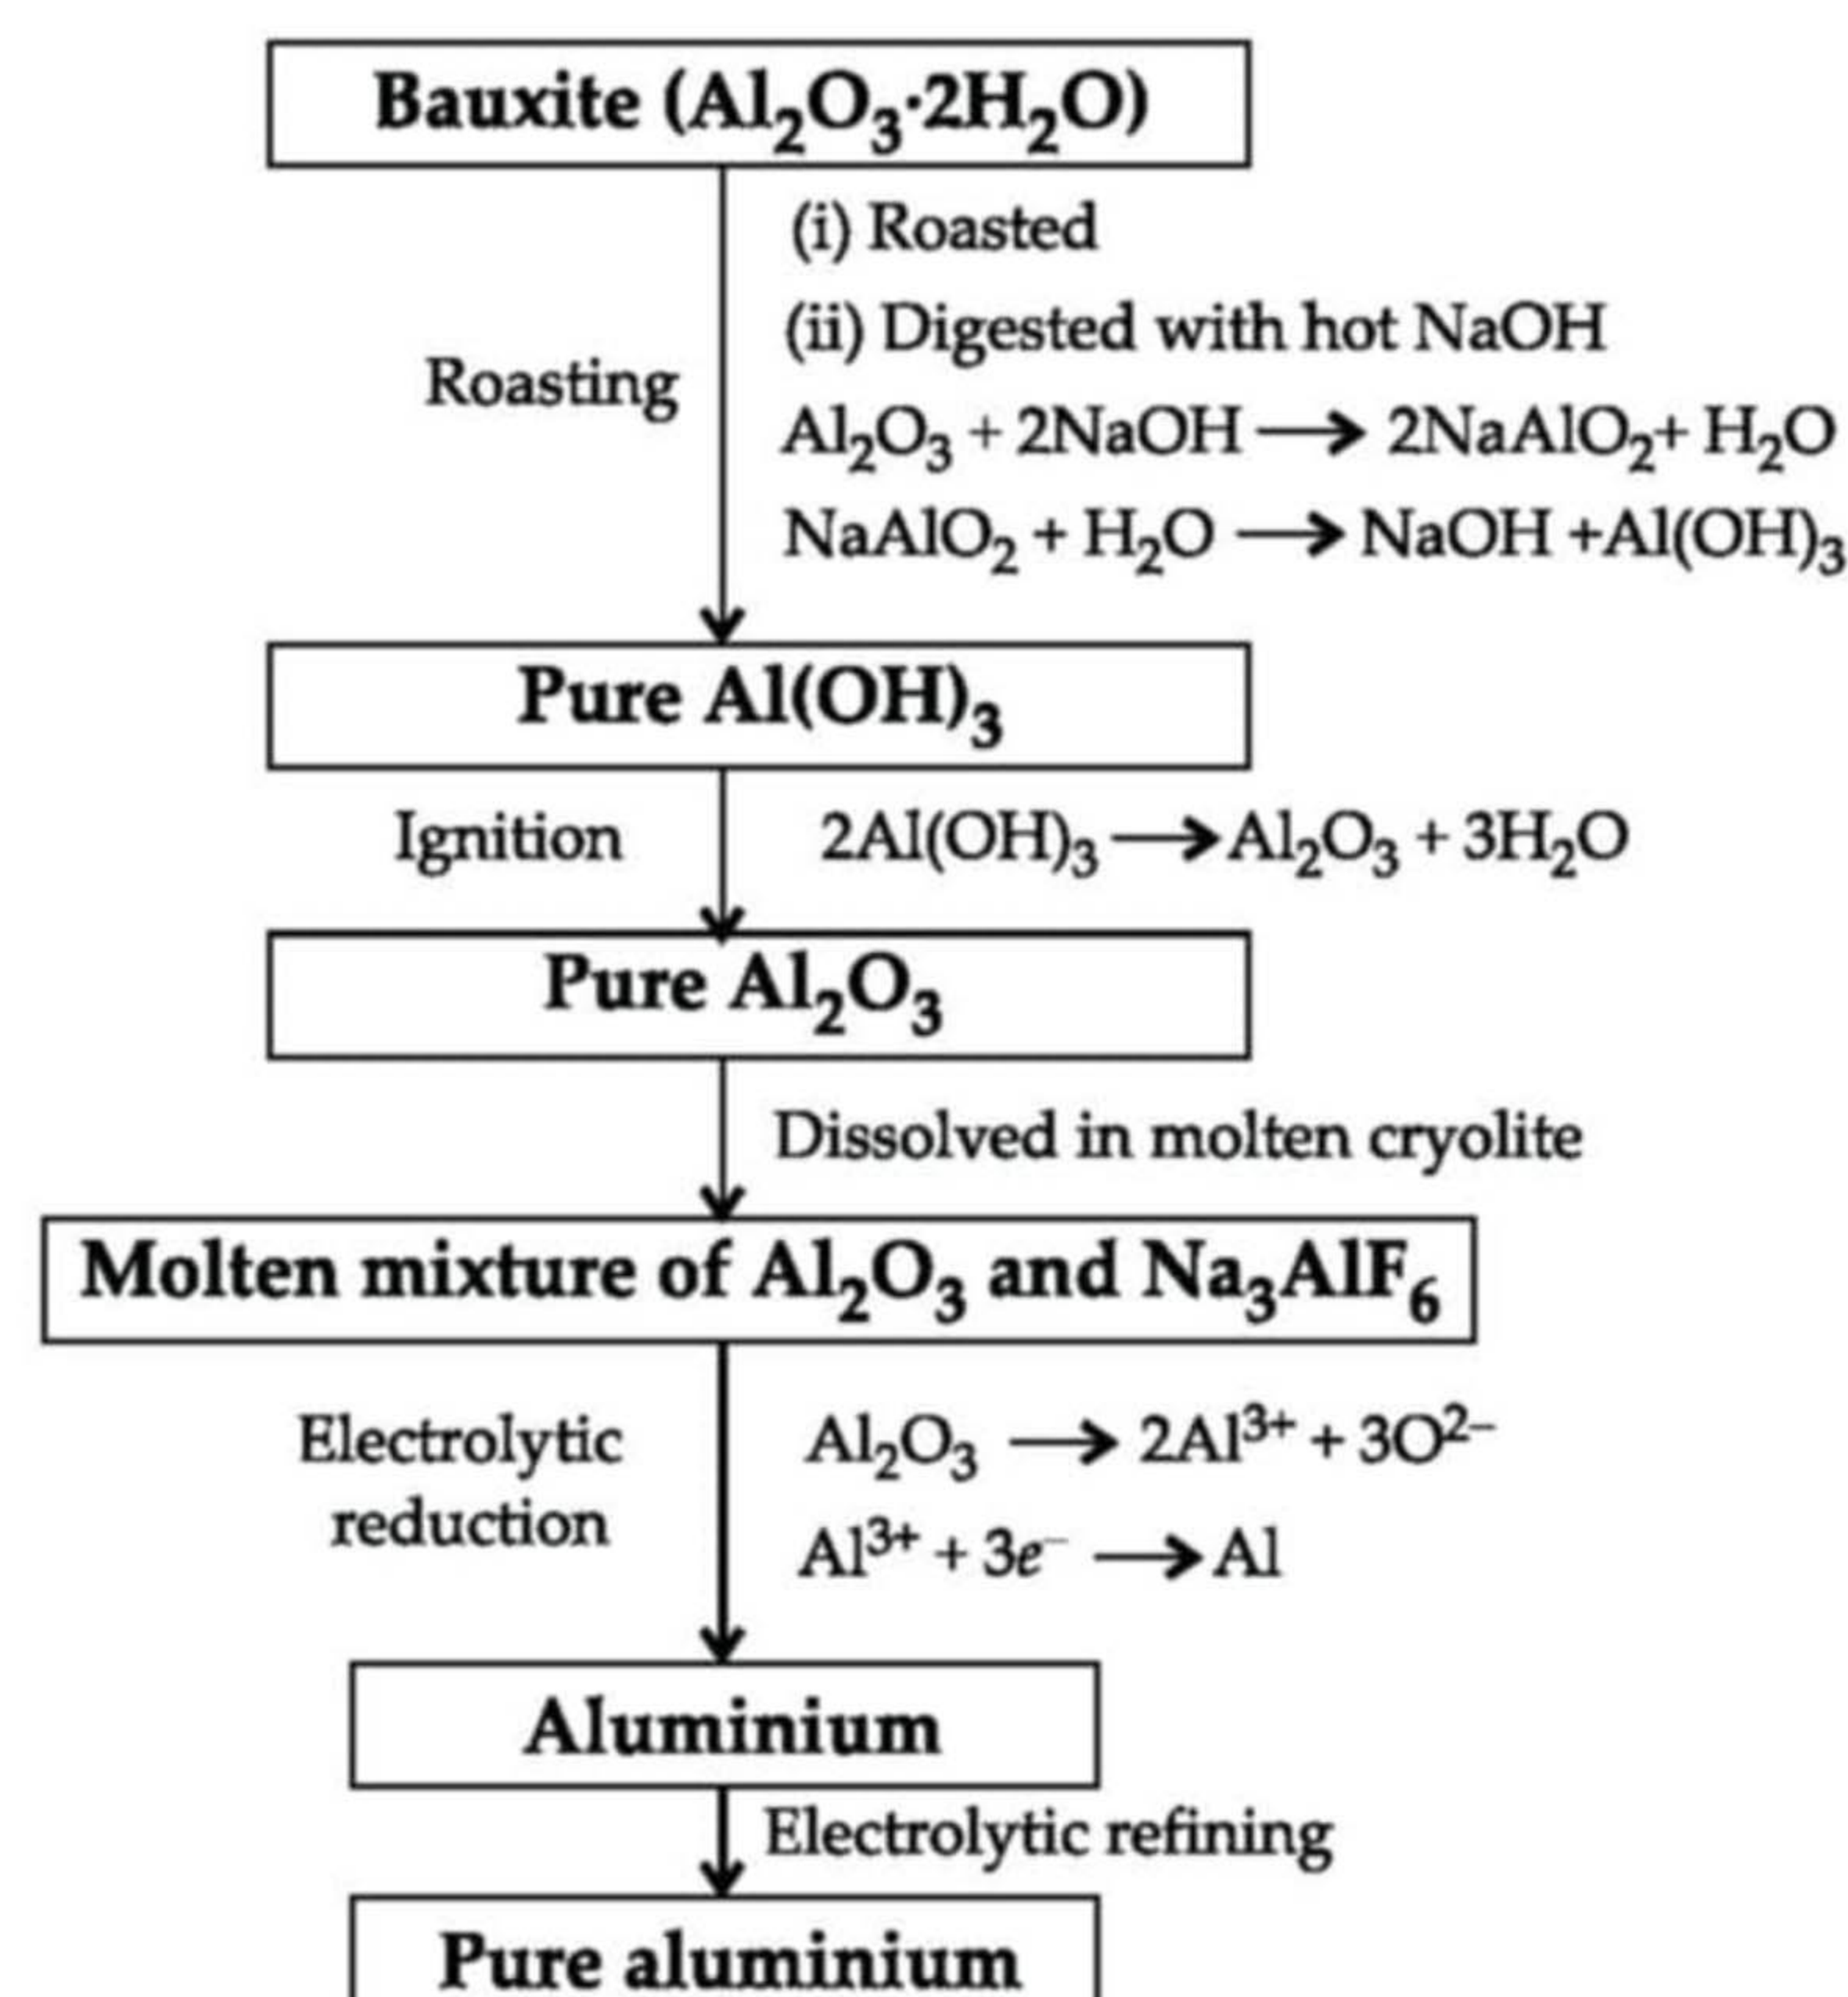 Bauxite (Al₂O₃·2H₂O)
(i) Roasted
(ii) Digested with hot NaOH
Roasting
Al₂O₃ + 2NaOH → 2NaAlO₂+ H₂O
NaAlO₂ + H₂O → NaOH +Al(OH)₃
Pure Al(OH)₃
Ignition
2Al(OH)₃ → Al₂O₃ + 3H₂O
Pure Al₂O₃
Dissolved in molten cryolite
Molten mixture of Al₂O₃ and Na₃AlF₆
Electrolytic
reduction
Al₂O₃ → 2Al³⁺ + 3O²⁻
Al³⁺ + 3e⁻ → Al
Aluminium
Electrolytic refining
Pure aluminium